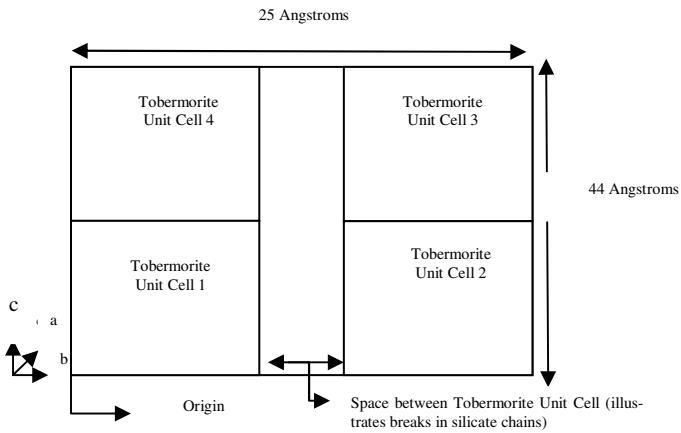 25 Angstroms
Tobermorite
Unit Cell 4
Tobermorite
Unit Cell 3
44 Angstroms
Tobermorite
Unit Cell 1
Tobermorite
Unit Cell 2
c
a
b
Origin
Space between Tobermorite Unit Cell (illus-
trates breaks in silicate chains)